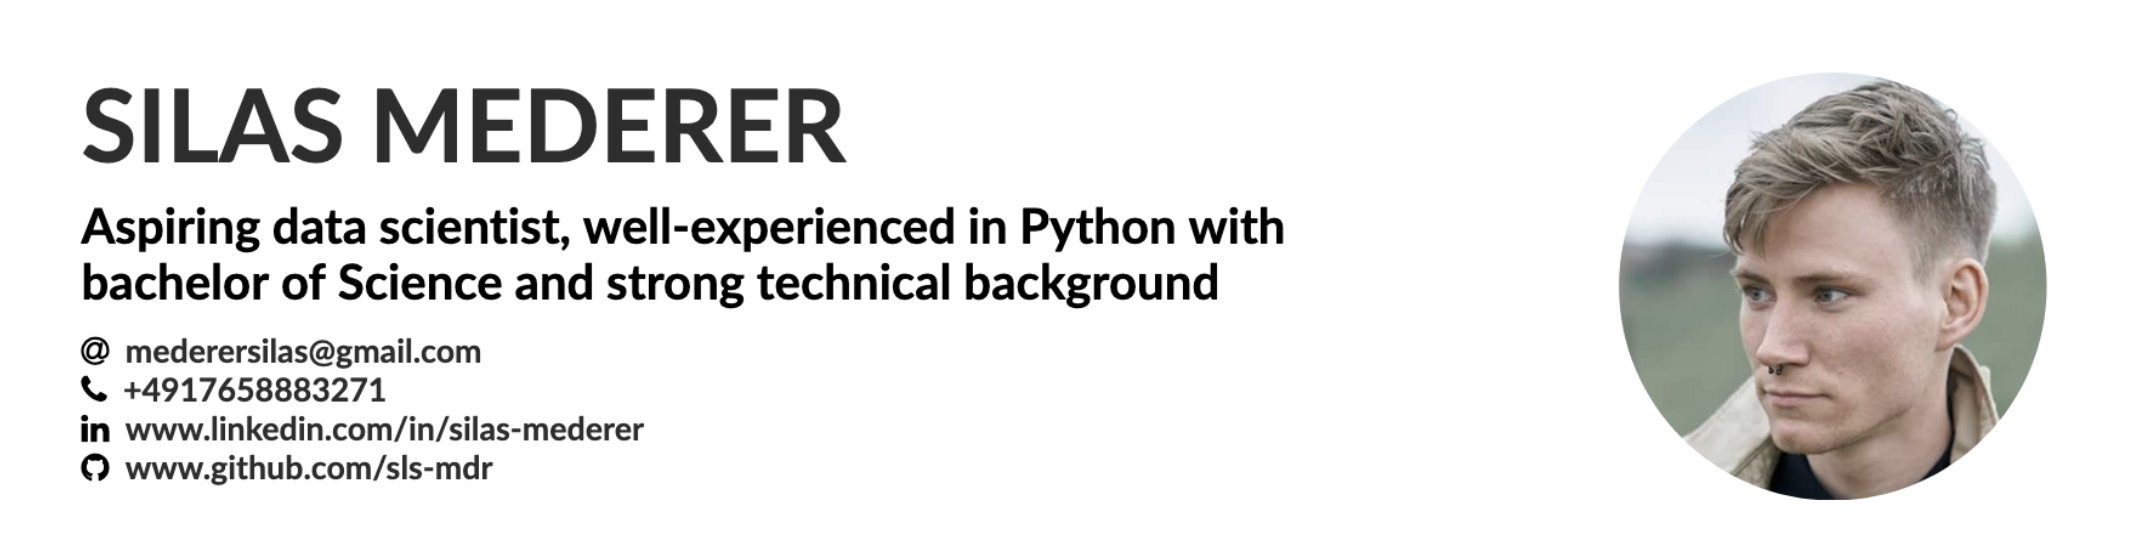 SILAS MEDERER
Aspiring data scientist, well-experienced in Python with
bachelor of Science and strong technical background
@ mederersilas@gmail.com
+4917658883271
in www.linkedin.com/in/silas-mederer
www.github.com/sls-mdr